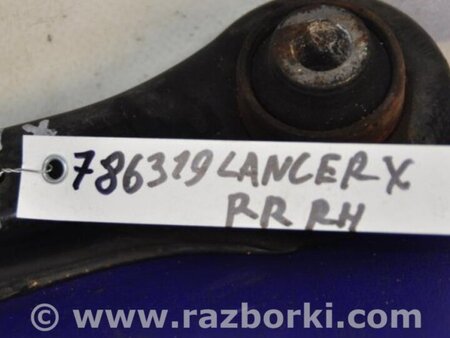 786319 LANCER X
RR RH
© www.razborki.com